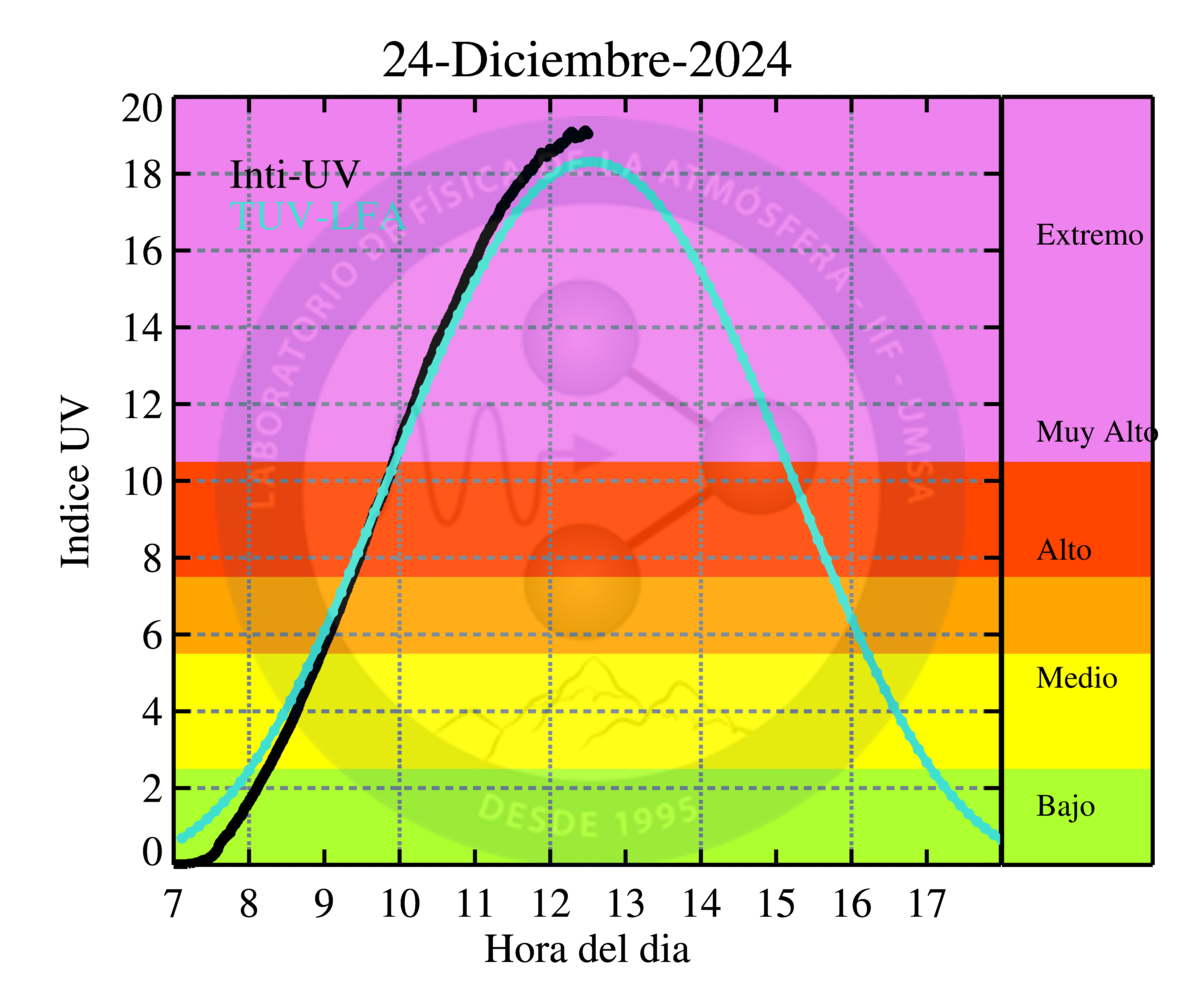 24-Diciembre-2024
Inti-UV
TUV-LFA
LABORATORIO DE FÍSICA DE LA ATMÓSFERA - IIF - UMSA
DESDE 1995
Indice UV
20
18
16
14
12
10
8
6
4
2
0
Extremo
Muy Alto
Alto
Medio
Bajo
7 8 9 10 11 12 13 14 15 16 17
Hora del dia